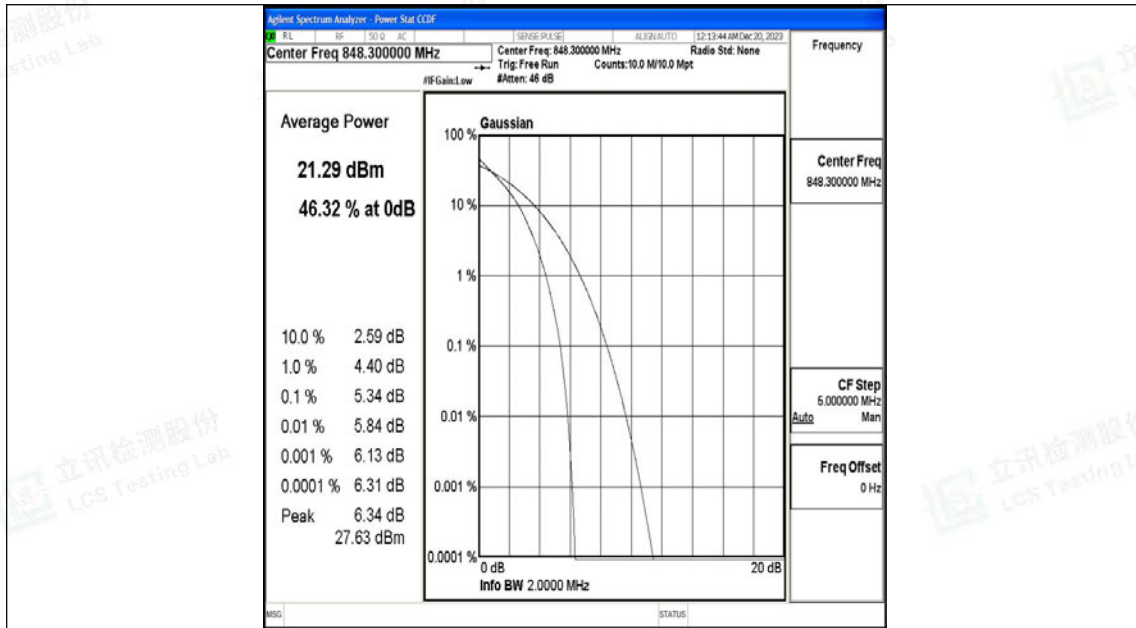 Agilent Spectrum Analyzer - Power Stat CCDF
RL RF 50 Ω AC SENSE:PULSE ALIGNAUTO 12:13:44 AM Dec 20, 2023
Center Freq 848.300000 MHz
Center Freq: 848.300000 MHz Radio Std: None
Trig: Free Run Counts:10.0 M/10.0 Mpt
#IFGain:Low #Atten: 46 dB
Frequency
Average Power
21.29 dBm
46.32 % at 0dB
10.0 % 2.59 dB
1.0 % 4.40 dB
0.1 % 5.34 dB
0.01 % 5.84 dB
0.001 % 6.13 dB
0.0001 % 6.31 dB
Peak 6.34 dB
27.63 dBm
Gaussian
100 %
10 %
1 %
0.1 %
0.01 %
0.001 %
0.0001 %
0 dB 20 dB
Info BW 2.0000 MHz
Center Freq
848.300000 MHz
CF Step
5.000000 MHz
Auto Man
Freq Offset
0 Hz
MSG STATUS
立讯检测股份
LCS Testing Lab